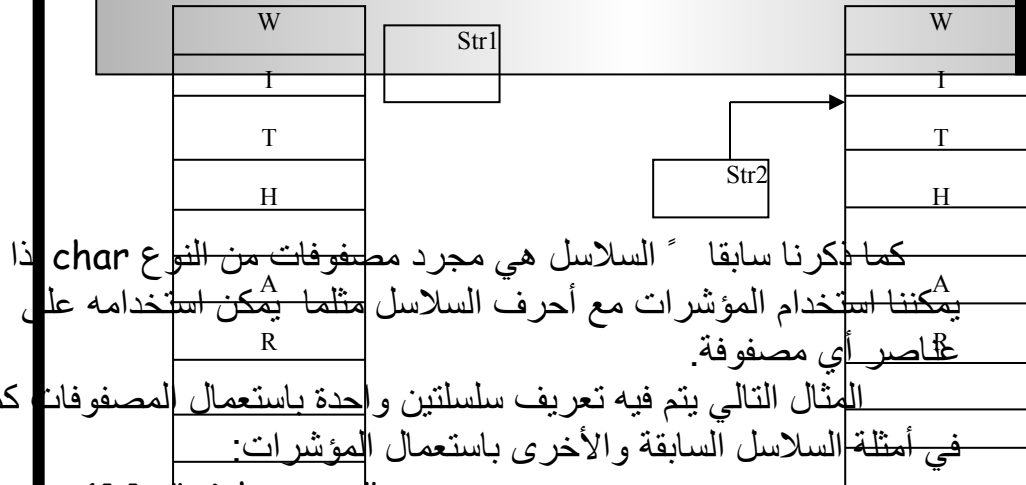 W W
Str1
I I
T T
Str2
H H
كما ذكرنا سابقا ً السلاسل هي مجرد مصفوفات من النوع char
A A
يمكننا استخدام المؤشرات مع أحرف السلاسل مثلما يمكن استخدامه
R R
عناصر أي مصفوفة.
المثال التالي يتم فيه تعريف سلسلتين واحدة باستعمال المصفوفات
في أمثلة السلاسل السابقة والأخرى باستعمال المؤشرات: